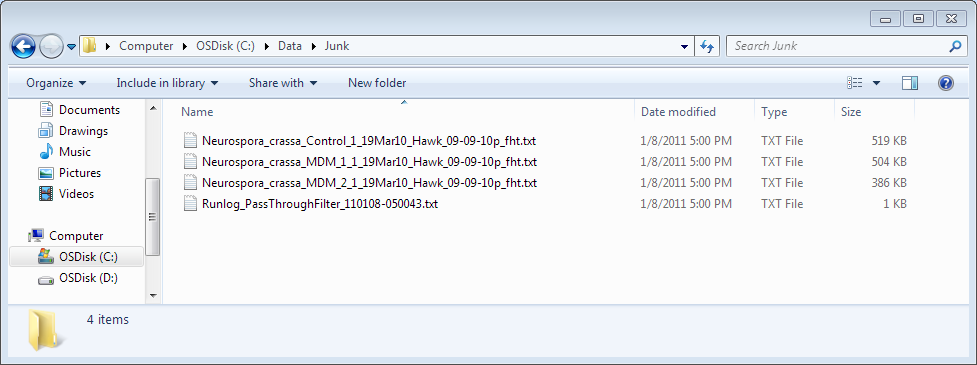 Computer ▸ OSDisk (C:) ▸ Data ▸ Junk Search Junk
Organize Include in library Share with New folder
Documents
Drawings
Music
Pictures
Videos
Computer
OSDisk (C:)
OSDisk (D:)
Name Date modified Type Size
Neurospora_crassa_Control_1_19Mar10_Hawk_09-09-10p_fht.txt 1/8/2011 5:00 PM TXT File 519 KB
Neurospora_crassa_MDM_1_1_19Mar10_Hawk_09-09-10p_fht.txt 1/8/2011 5:00 PM TXT File 504 KB
Neurospora_crassa_MDM_2_1_19Mar10_Hawk_09-09-10p_fht.txt 1/8/2011 5:00 PM TXT File 386 KB
Runlog_PassThroughFilter_110108-050043.txt 1/8/2011 5:00 PM TXT File 1 KB
4 items